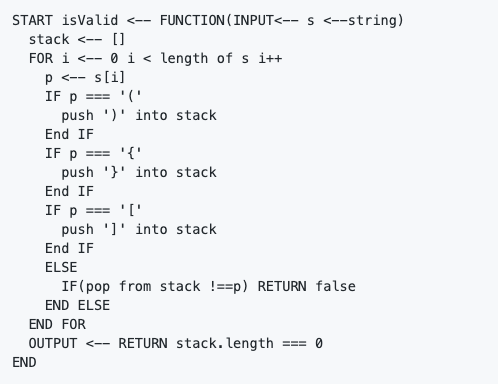 START isValid <-- FUNCTION(INPUT<-- s <--string)
  stack <-- []
  FOR i <-- 0 i < length of s i++
    p <-- s[i]
    IF p === '('
      push ')' into stack
    End IF
    IF p === '{'
      push '}' into stack
    End IF
    IF p === '['
      push ']' into stack
    End IF
    ELSE
      IF(pop from stack !==p) RETURN false
    END ELSE
  END FOR
  OUTPUT <-- RETURN stack.length === 0
END